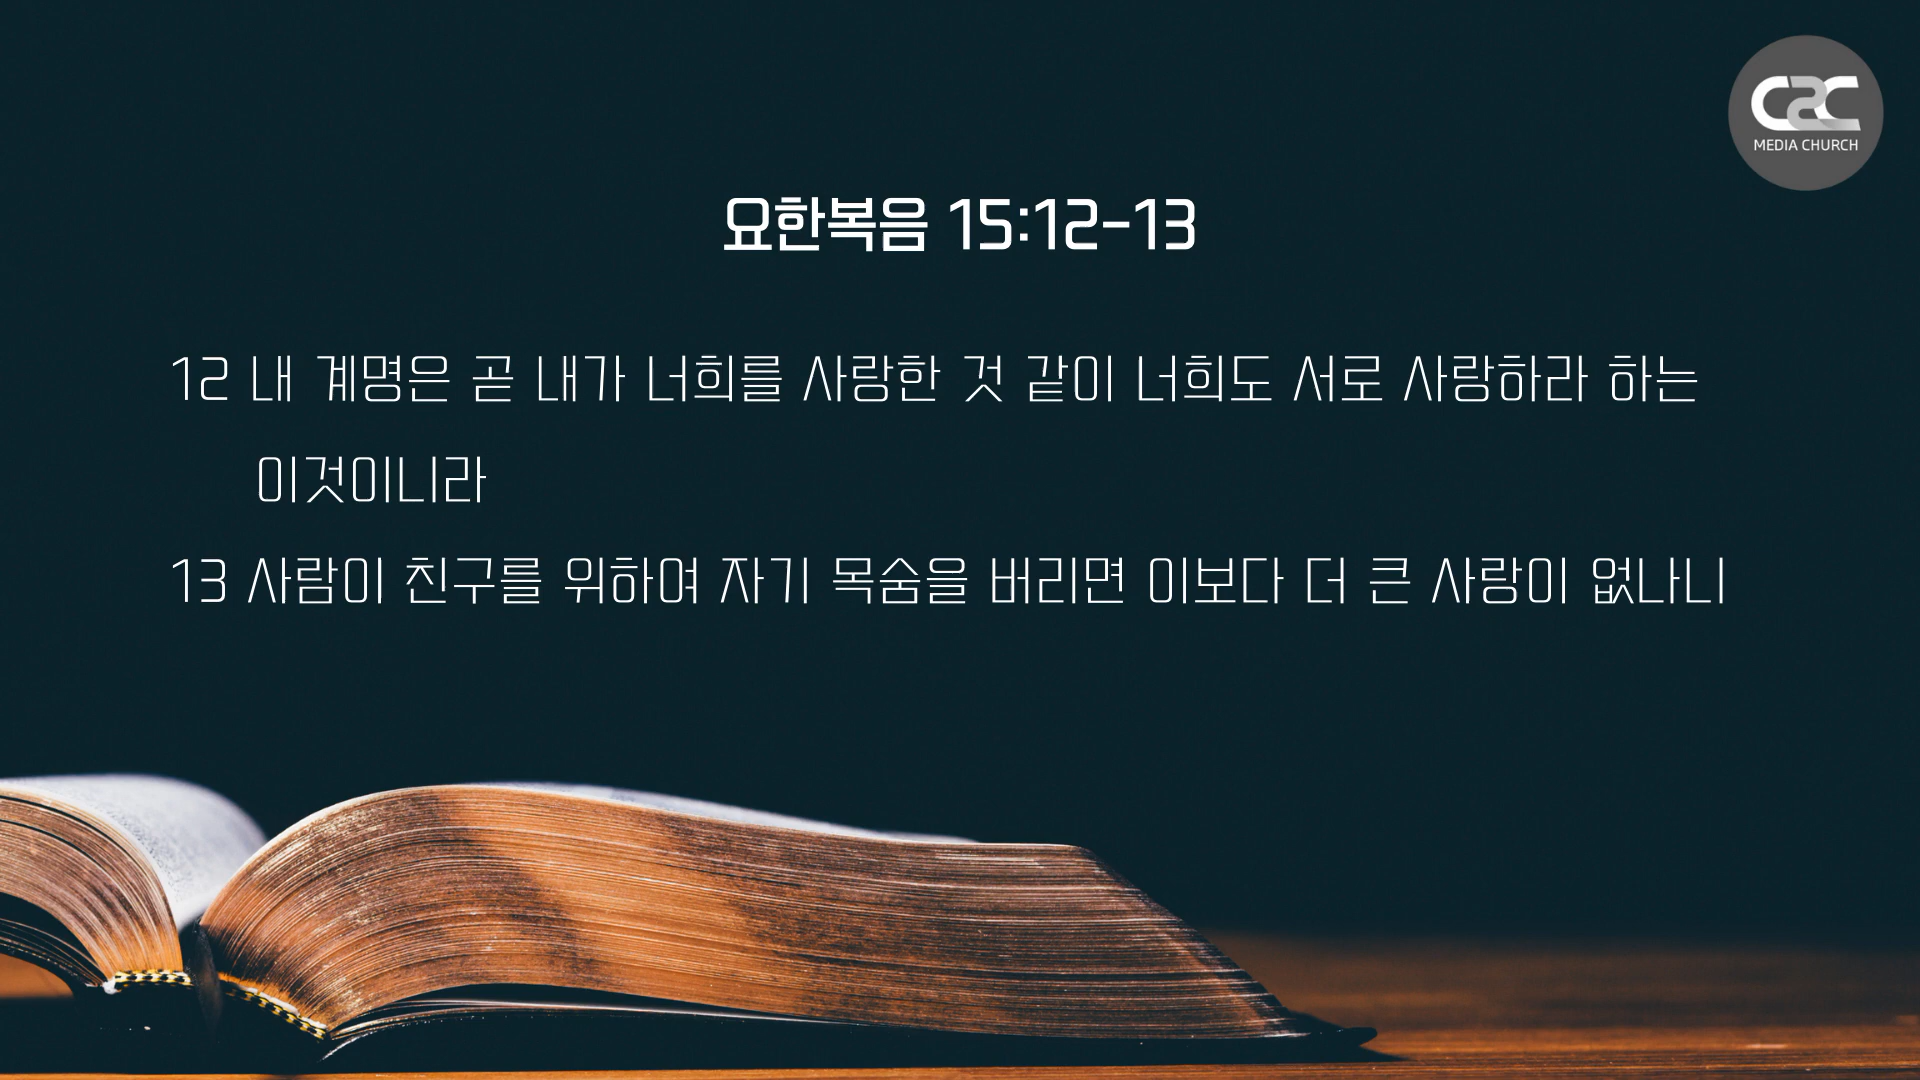 C2C
MEDIA CHURCH
요한복음 15:12-13
12 내 계명은 곧 내가 너희를 사랑한 것 같이 너희도 서로 사랑하라 하는
이것이니라
13 사람이 친구를 위하여 자기 목숨을 버리면 이보다 더 큰 사랑이 없나니